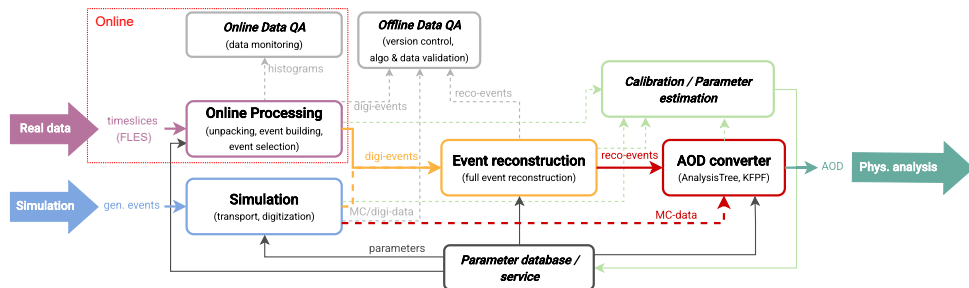 Online
Online Data QA
(data monitoring)
Offline Data QA
(version control,
algo & data validation)
histograms
digi-events
reco-events
Calibration / Parameter
estimation
Real data
timeslices
(FLES)
Online Processing
(unpacking, event building,
event selection)
digi-events
Event reconstruction
(full event reconstruction)
reco-events
AOD converter
(AnalysisTree, KFPF)
AOD
Phys. analysis
Simulation
gen. events
Simulation
(transport, digitization)
MC/digi-data
MC-data
parameters
Parameter database /
service